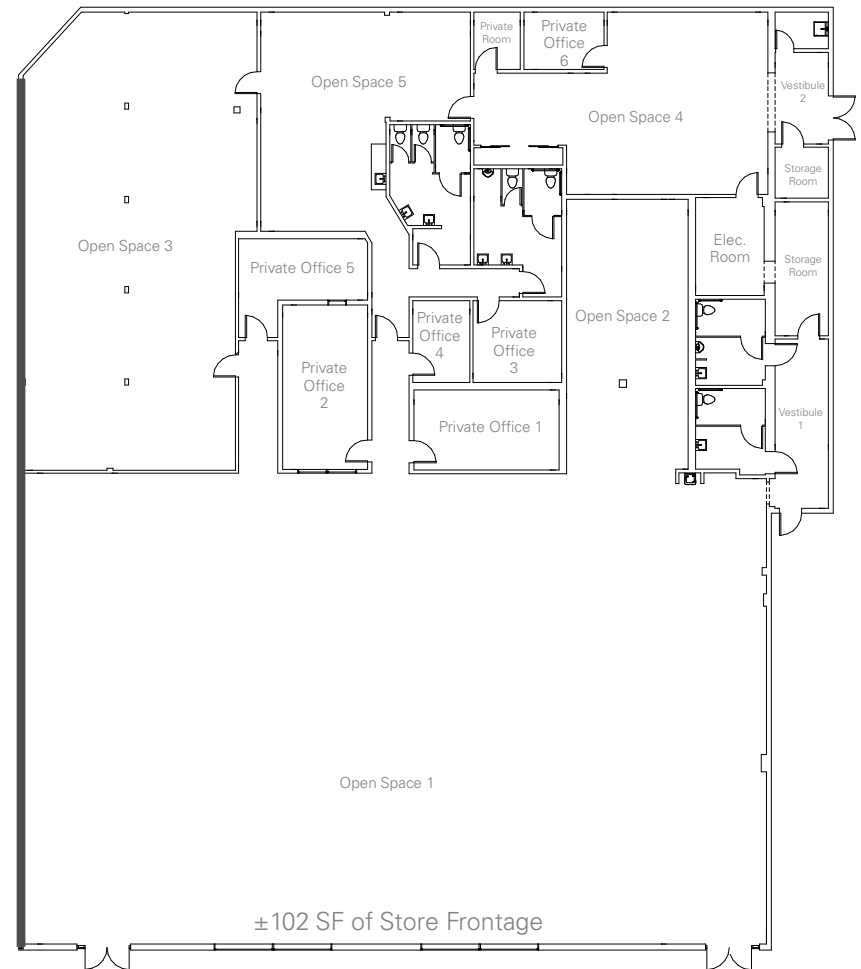 Private
Room
Private
Office
6
Open Space 5
Vestibule
2
Open Space 4
Storage
Room
Open Space 3
Elec.
Room
Storage
Room
Private Office 5
Open Space 2
Private
Office
4
Private
Office
3
Private
Office
2
Vestibule
1
Private Office 1
Open Space 1
±102 SF of Store Frontage